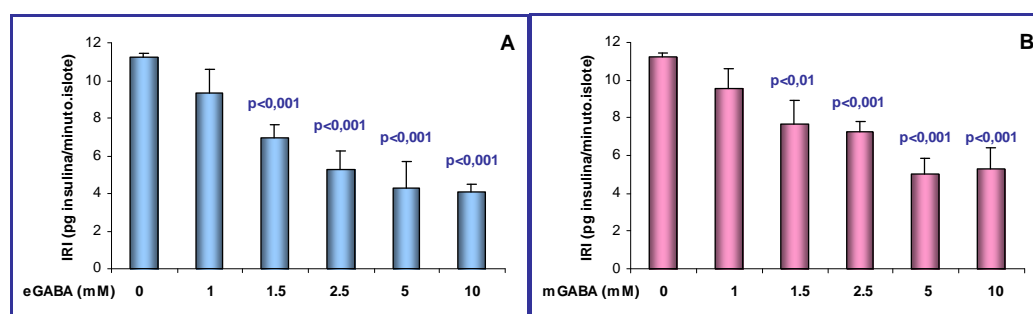 A
IRI (pg insulina/minuto.islote)
12
10
8
6
4
2
0
p<0,001
p<0,001
p<0,001
p<0,001
eGABA (mM) 0 1 1.5 2.5 5 10
B
IRI (pg insulina/minuto.islote)
12
10
8
6
4
2
0
p<0,01
p<0,001
p<0,001
p<0,001
mGABA (mM) 0 1 1.5 2.5 5 10